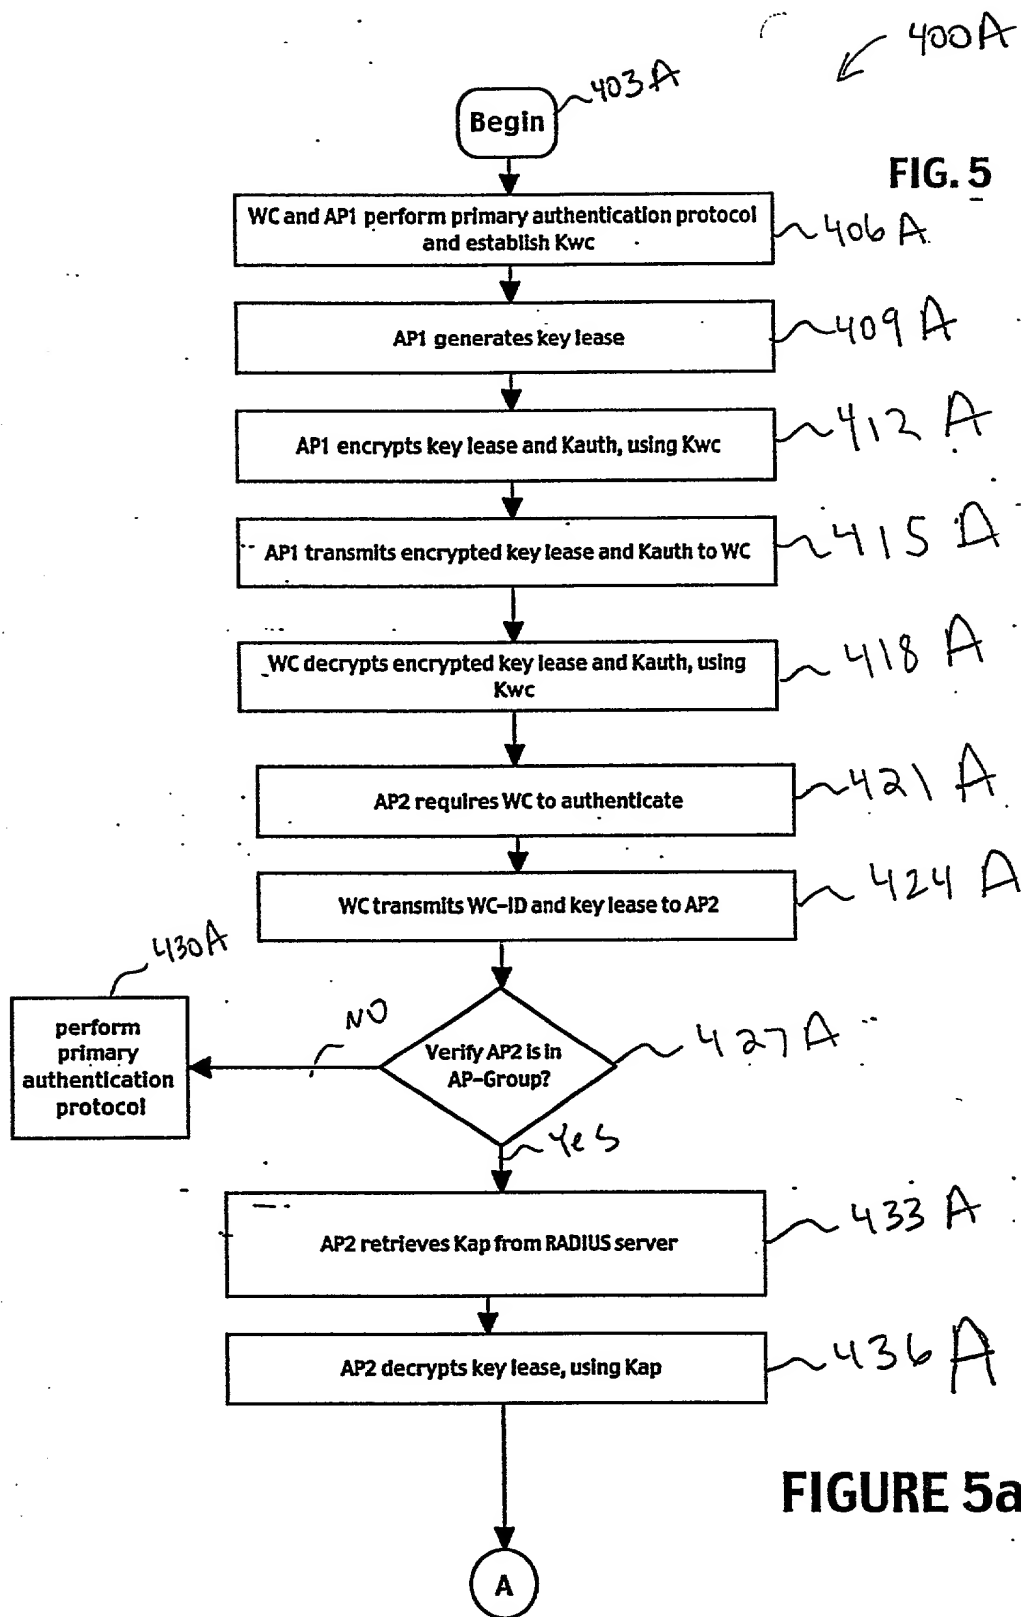 400A
403A
Begin
FIG. 5
WC and AP1 perform primary authentication protocol
and establish Kwc
406A
AP1 generates key lease
409A
AP1 encrypts key lease and Kauth, using Kwc
412A
AP1 transmits encrypted key lease and Kauth to WC
415A
WC decrypts encrypted key lease and Kauth, using
Kwc
418A
AP2 requires WC to authenticate
421A
WC transmits WC-ID and key lease to AP2
424A
430A
perform
primary
authentication
protocol
NO
Verify AP2 is in
AP-Group?
427A
Yes
AP2 retrieves Kap from RADIUS server
433A
AP2 decrypts key lease, using Kap
436A
FIGURE 5a
A